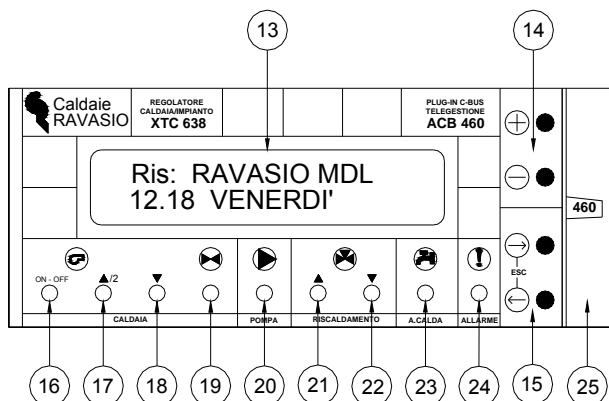 13
14
Caldaie
RAVASIO
REGOLATORE
CALDAIA/IMPIANTO
XTC 638
PLUG-IN C-BUS
TELEGESTIONE
ACB 460
Ris: RAVASIO MDL
12.18 VENERDI'
460
ESC
ON - OFF
/2
CALDAIA
POMPA
RISCALDAMENTO
A.CALDA
ALLARME
16
17
18
19
20
21
22
23
24
15
25